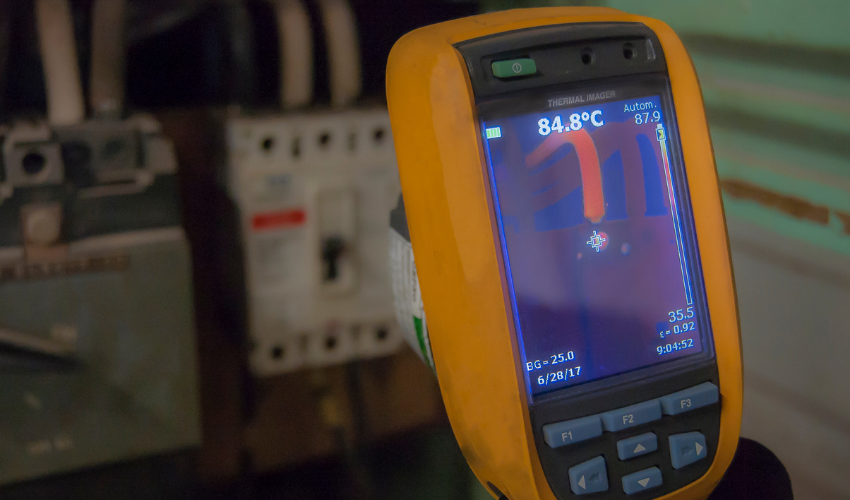 THERMAL IMAGER
84.8°C
Autom.
87.9
35.5
ε = 0.92
BG = 25.0
9:04:52
6/28/17
F1
F2
F3